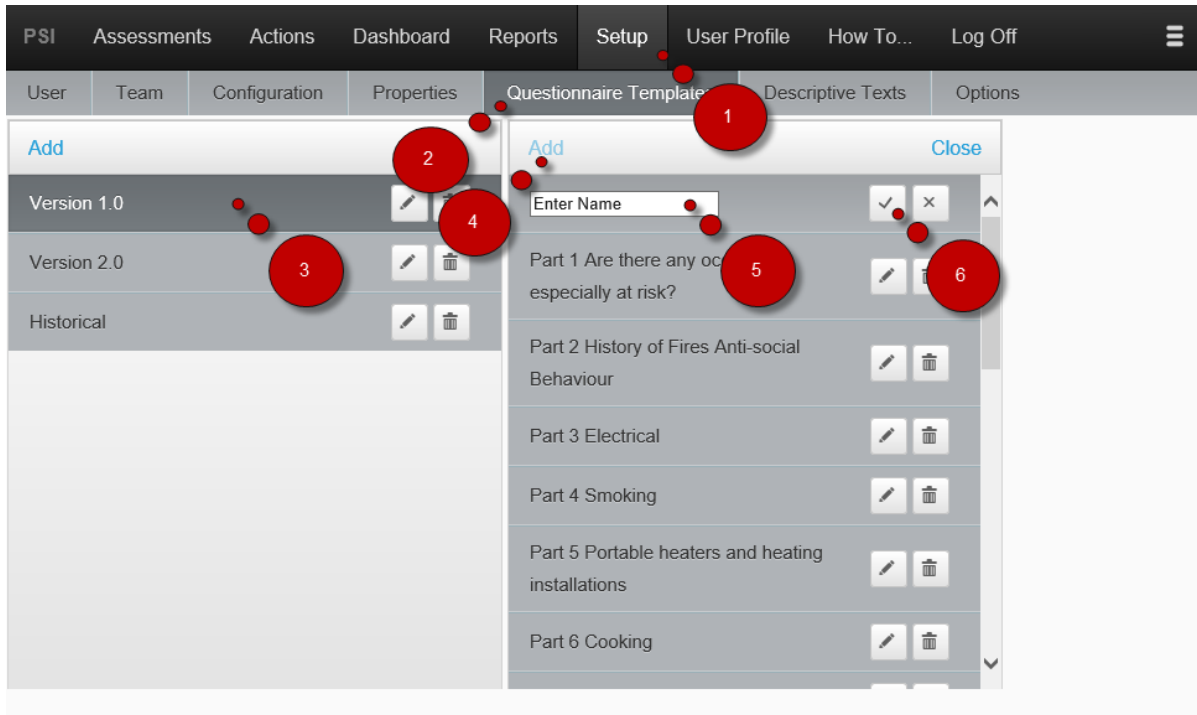 PSI Assessments Actions Dashboard Reports Setup User Profile How To... Log Off
User Team Configuration Properties Questionnaire Templates Descriptive Texts Options
1
Add
2
Add Close
Version 1.0
4
Enter Name
3
Version 2.0
Part 1 Are there any
especially at risk?
5
6
Historical
Part 2 History of Fires Anti-social
Behaviour
Part 3 Electrical
Part 4 Smoking
Part 5 Portable heaters and heating
installations
Part 6 Cooking